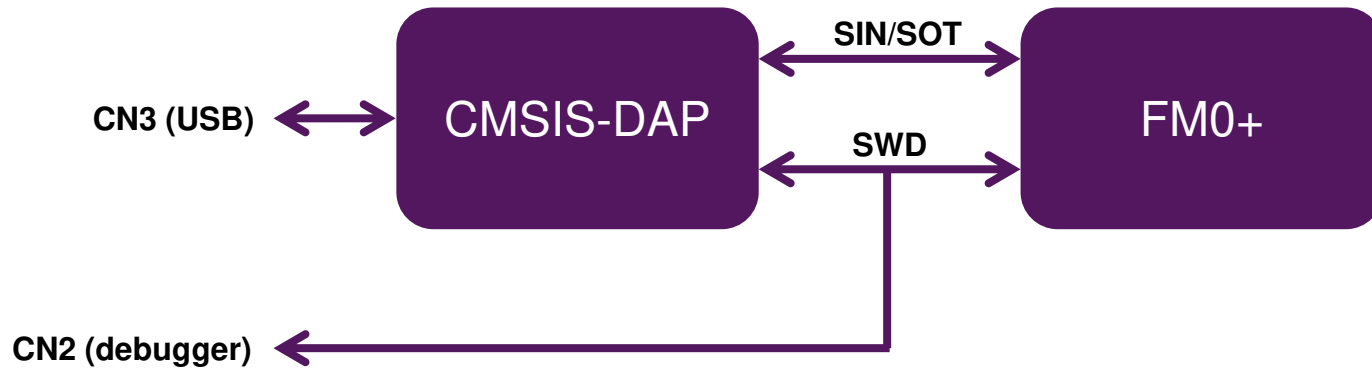 SIN/SOT
CN3 (USB)
CMSIS-DAP
FM0+
SWD
CN2 (debugger)